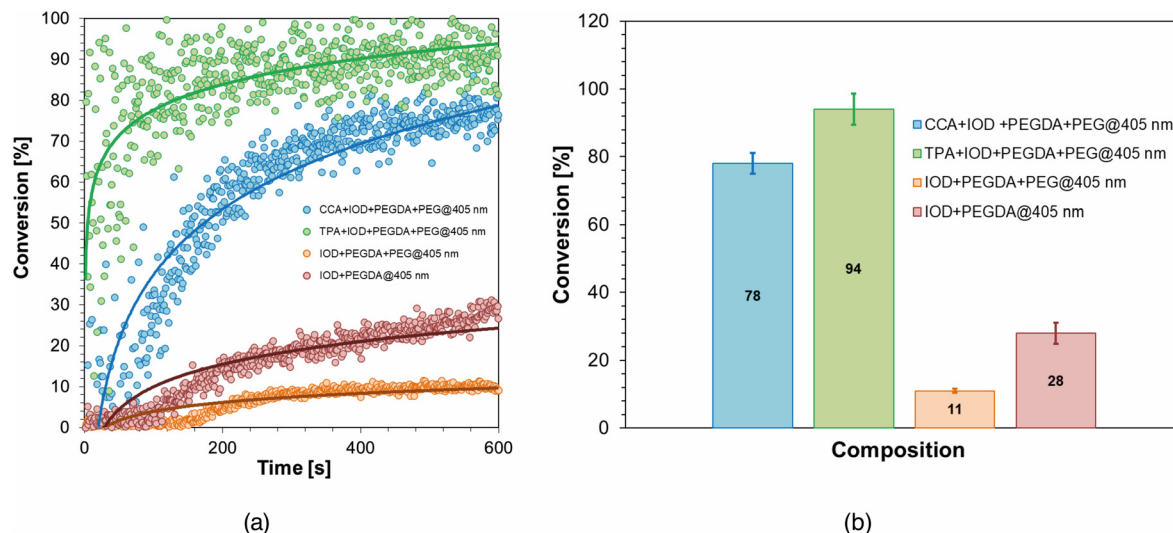 100
90
80
70
60
50
40
30
20
10
0
Conversion [%]
CCA+IOD+PEGDA+PEG@405 nm
TPA+IOD+PEGDA+PEG@405 nm
IOD+PEGDA+PEG@405 nm
IOD+PEGDA@405 nm
0 200 400 600
Time [s]
(a)
120
100
80
60
40
20
0
Conversion [%]
CCA+IOD +PEGDA+PEG@405 nm
TPA+IOD+PEGDA+PEG@405 nm
IOD+PEGDA+PEG@405 nm
IOD+PEGDA@405 nm
78
94
11
28
Composition
(b)